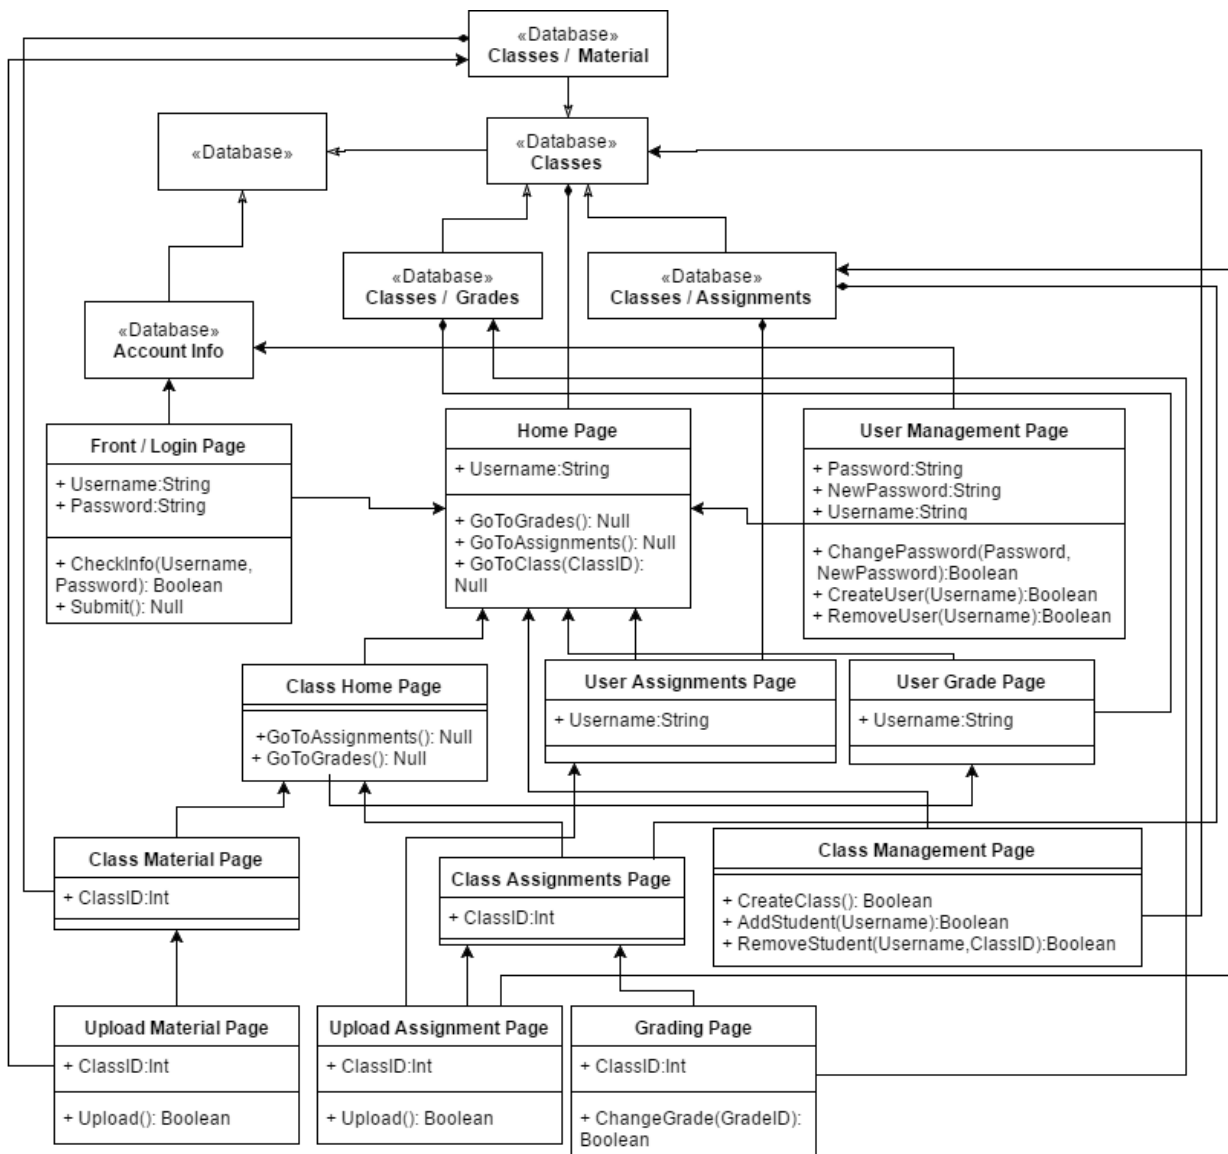 «Database»
Classes / Material
«Database»
«Database»
Classes
«Database»
Classes / Grades
«Database»
Classes / Assignments
«Database»
Account Info
Front / Login Page
+ Username:String
+ Password:String
+ CheckInfo(Username,
Password): Boolean
+ Submit(): Null
Home Page
+ Username:String
+ GoToGrades(): Null
+ GoToAssignments(): Null
+ GoToClass(ClassID):
Null
User Management Page
+ Password:String
+ NewPassword:String
+ Username:String
+ ChangePassword(Password,
NewPassword):Boolean
+ CreateUser(Username):Boolean
+ RemoveUser(Username):Boolean
Class Home Page
+GoToAssignments(): Null
+ GoToGrades(): Null
User Assignments Page
+ Username:String
User Grade Page
+ Username:String
Class Material Page
+ ClassID:Int
Class Assignments Page
+ ClassID:Int
Class Management Page
+ CreateClass(): Boolean
+ AddStudent(Username):Boolean
+ RemoveStudent(Username,ClassID):Boolean
Upload Material Page
+ ClassID:Int
+ Upload(): Boolean
Upload Assignment Page
+ ClassID:Int
+ Upload(): Boolean
Grading Page
+ ClassID:Int
+ ChangeGrade(GradeID):
Boolean